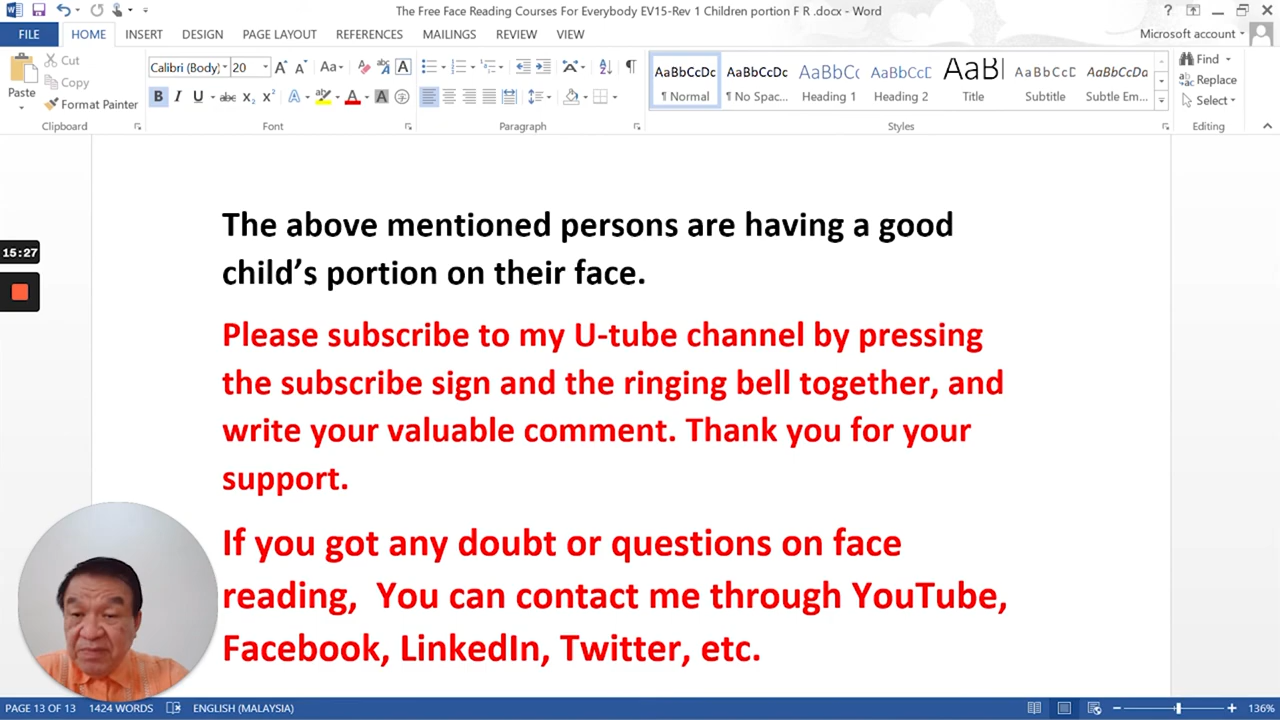 The Free Face Reading Courses For Everybody EV15-Rev 1 Children portion F R .docx - Word
FILE HOME INSERT DESIGN PAGE LAYOUT REFERENCES MAILINGS REVIEW VIEW Microsoft account
Paste Cut Copy Format Painter
Calibri (Body) 20
AaBbCcDc ¶ Normal
AaBbCcDc ¶ No Spac...
AaBbCc Heading 1
AaBbCcC Heading 2
AaB Title
AaBbCcC Subtitle
AaBbCcDc Subtle Em...
Find
Replace
Select
Clipboard Font Paragraph Styles Editing
The above mentioned persons are having a good
child’s portion on their face.
15:27
Please subscribe to my U-tube channel by pressing
the subscribe sign and the ringing bell together, and
write your valuable comment. Thank you for your
support.
If you got any doubt or questions on face
reading,  You can contact me through YouTube,
Facebook, LinkedIn, Twitter, etc.
PAGE 13 OF 13 1424 WORDS ENGLISH (MALAYSIA) 136%